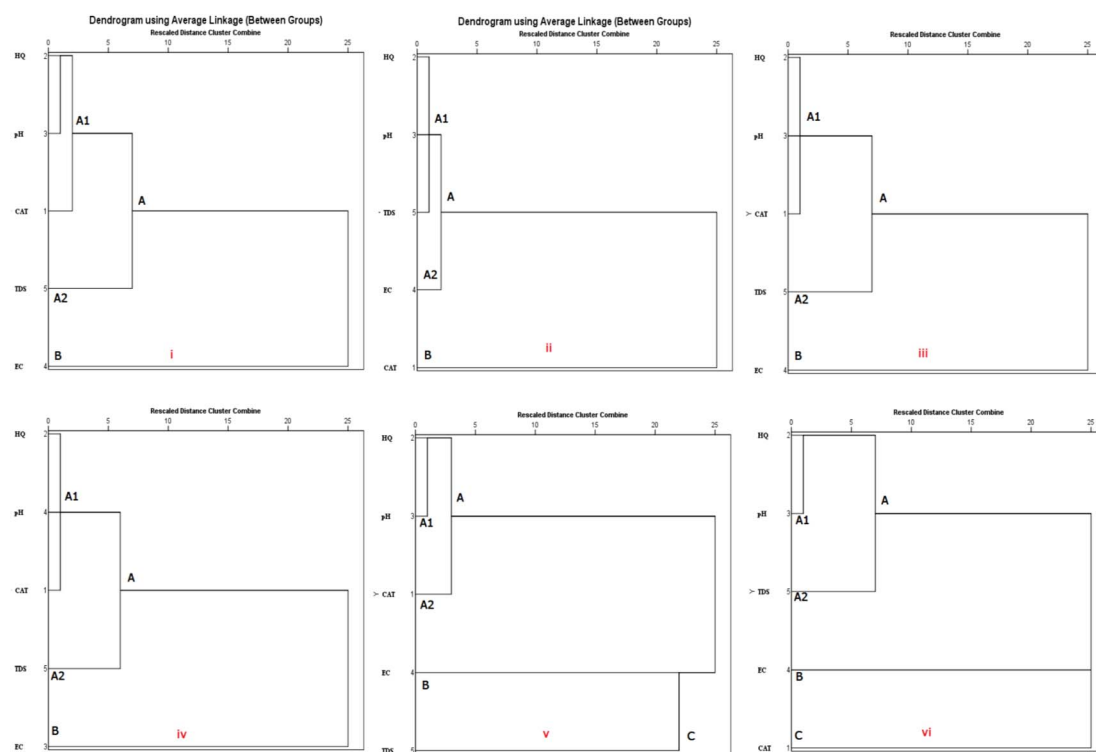 Dendrogram using Average Linkage (Between Groups)
Rescaled Distance Cluster Combine
0 5 10 15 20 25
HQ 2
A1
pH 3
A
CAT 1
TDS 5
A2
B
i
EC 4
Dendrogram using Average Linkage (Between Groups)
Rescaled Distance Cluster Combine
0 5 10 15 20 25
HQ 2
A1
pH 3
A
TDS 5
A2
EC 4
B
ii
CAT 1
Rescaled Distance Cluster Combine
0 5 10 15 20 25
HQ 2
A1
pH 3
A
Y CAT 1
A2
TDS 5
B
iii
EC 4
Rescaled Distance Cluster Combine
0 5 10 15 20 25
HQ 2
A1
pH 4
A
CAT 1
TDS 5
A2
B
iv
EC 3
Rescaled Distance Cluster Combine
0 5 10 15 20 25
HQ 2
A
pH 3
A1
Y CAT 1
A2
EC 4
B
v
C
TDS 5
Rescaled Distance Cluster Combine
0 5 10 15 20 25
HQ 2
A
pH 3
A1
Y TDS 5
A2
EC 4
B
C
vi
CAT 1